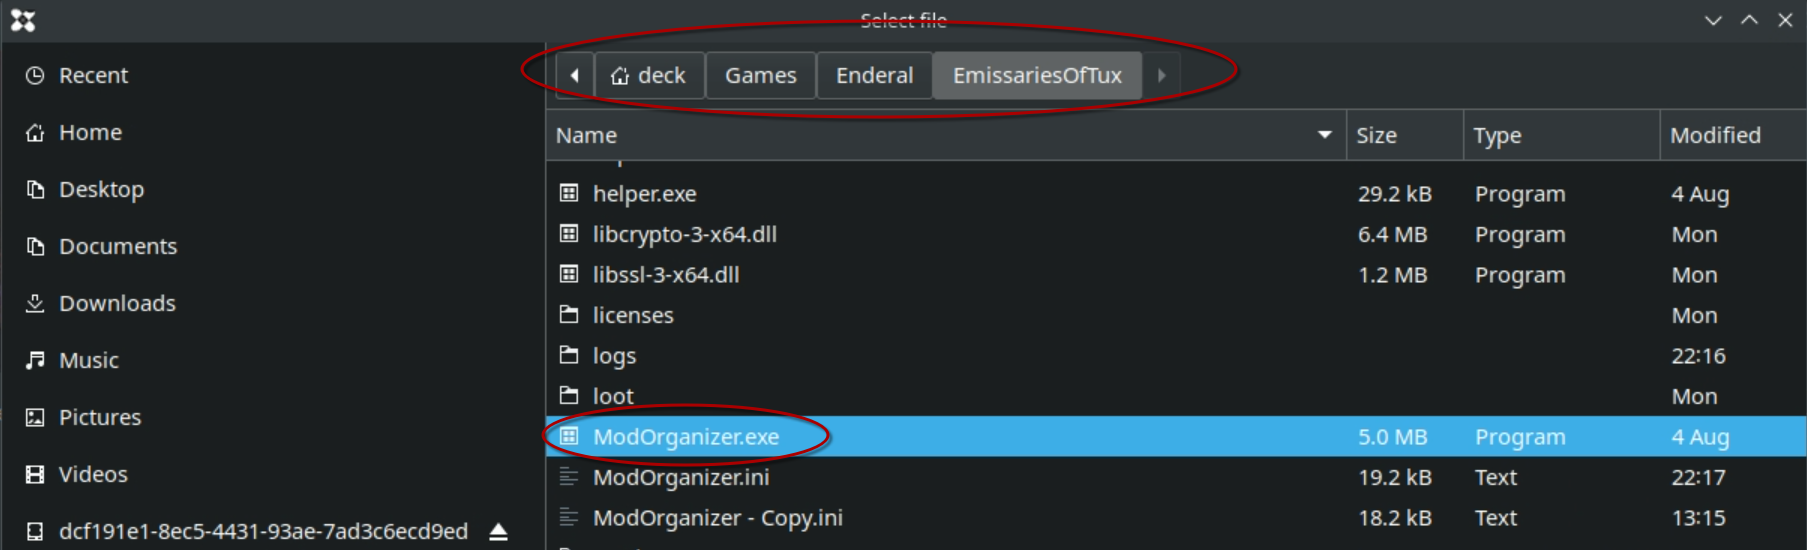 Select file
Recent
Home
Desktop
Documents
Downloads
Music
Pictures
Videos
dcf191e1-8ec5-4431-93ae-7ad3c6ecd9ed
deck Games Enderal EmissariesOfTux
Name Size Type Modified
helper.exe 29.2 kB Program 4 Aug
libcrypto-3-x64.dll 6.4 MB Program Mon
libssl-3-x64.dll 1.2 MB Program Mon
licenses Mon
logs 22:16
loot Mon
ModOrganizer.exe 5.0 MB Program 4 Aug
ModOrganizer.ini 19.2 kB Text 22:17
ModOrganizer - Copy.ini 18.2 kB Text 13:15